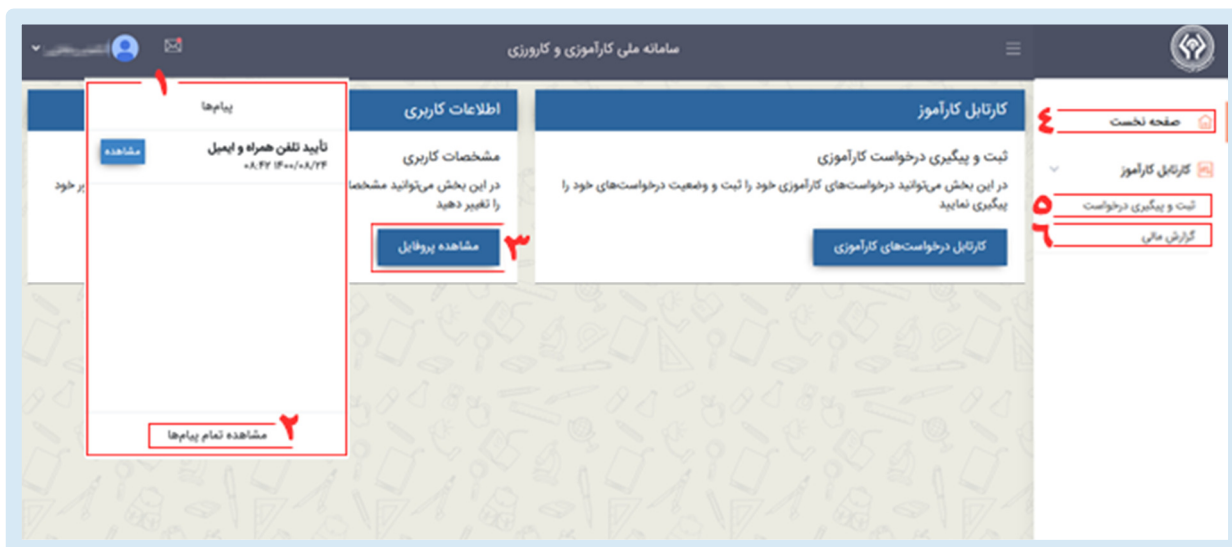 سامانه ملی کارآموزی و کارورزی
۴
صفحه نخست
کارتابل کارآموز
۵
ثبت و پیگیری درخواست
۶
گزارش مالی
کارتابل کارآموز
ثبت و پیگیری درخواست کارآموزی
در این بخش می‌توانید درخواست‌های کارآموزی خود را ثبت و وضعیت درخواست‌های خود را
پیگیری نمایید
کارتابل درخواست‌های کارآموزی
اطلاعات کاربری
مشخصات کاربری
در این بخش می‌توانید مشخصا
را تغییر دهید
مشاهده پروفایل
۳
۱
پیام‌ها
تأیید تلفن همراه و ایمیل
مشاهده
۱۴۰۰/۰۸/۲۴ ۰۸:۴۲
مشاهده تمام پیام‌ها
۲
ور خود